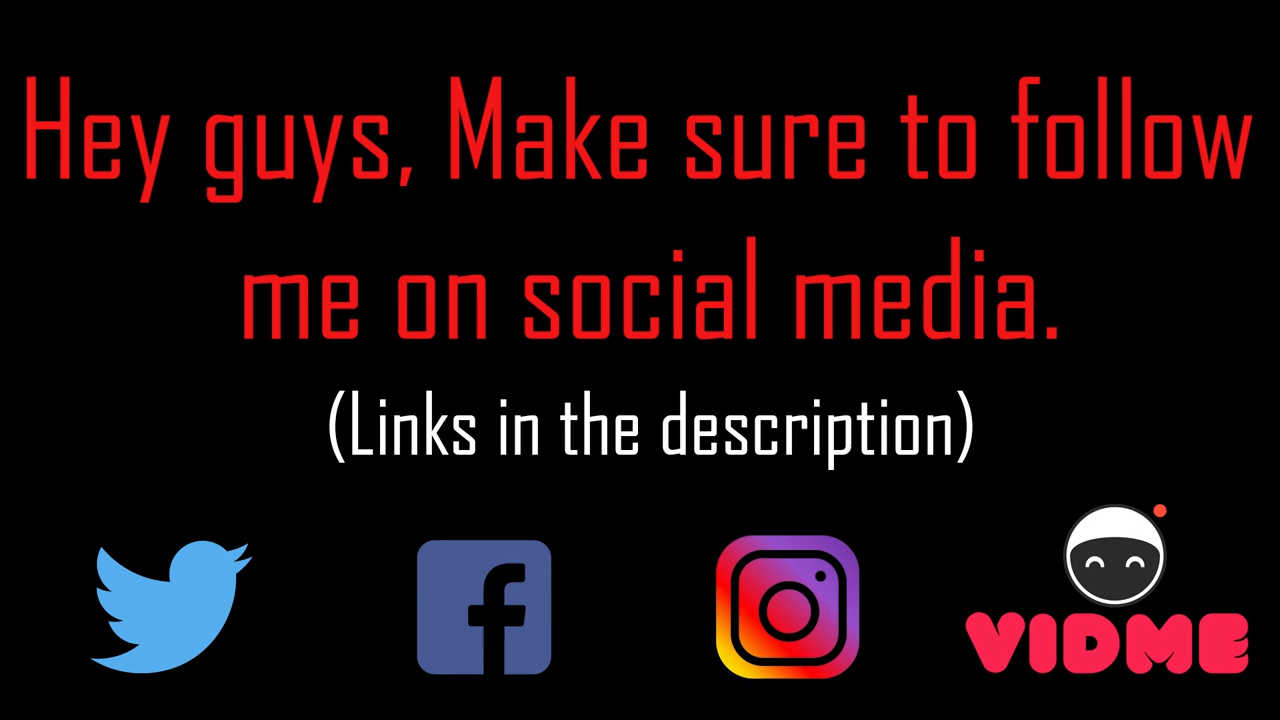 Hey guys, Make sure to follow
me on social media.
(Links in the description)
VIDME